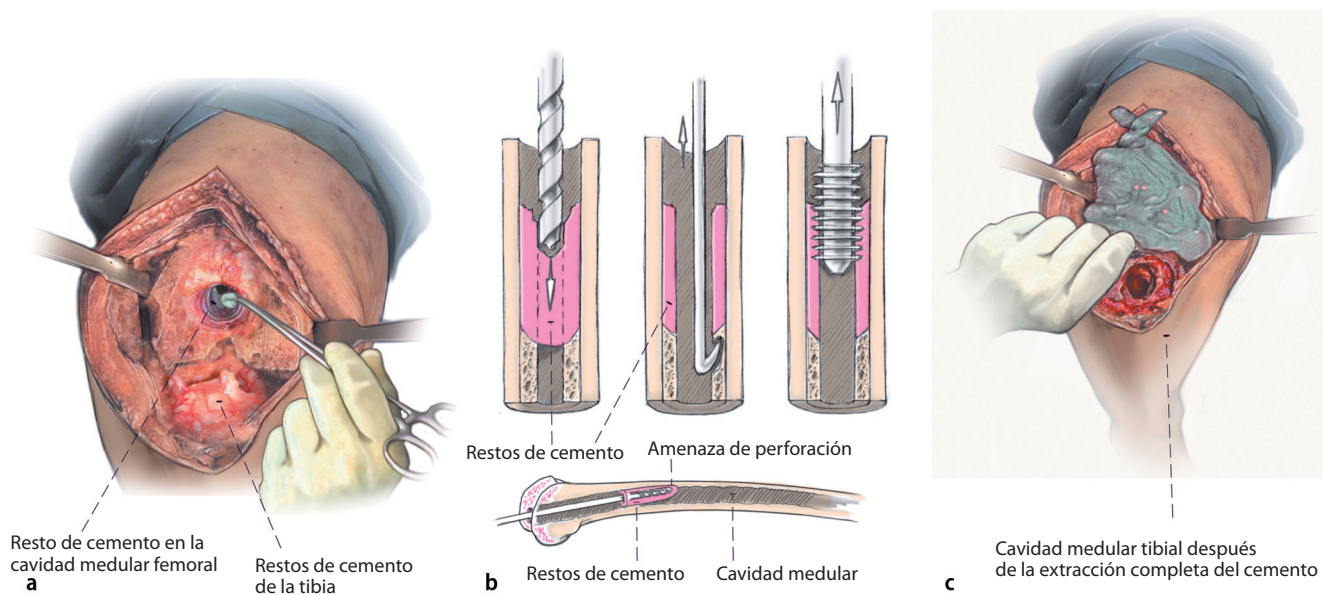 Restos de cemento
Amenaza de perforación
Resto de cemento en la
cavidad medular femoral
a
Restos de cemento
de la tibia
b
Restos de cemento
Cavidad medular
c
Cavidad medular tibial después
de la extracción completa del cemento